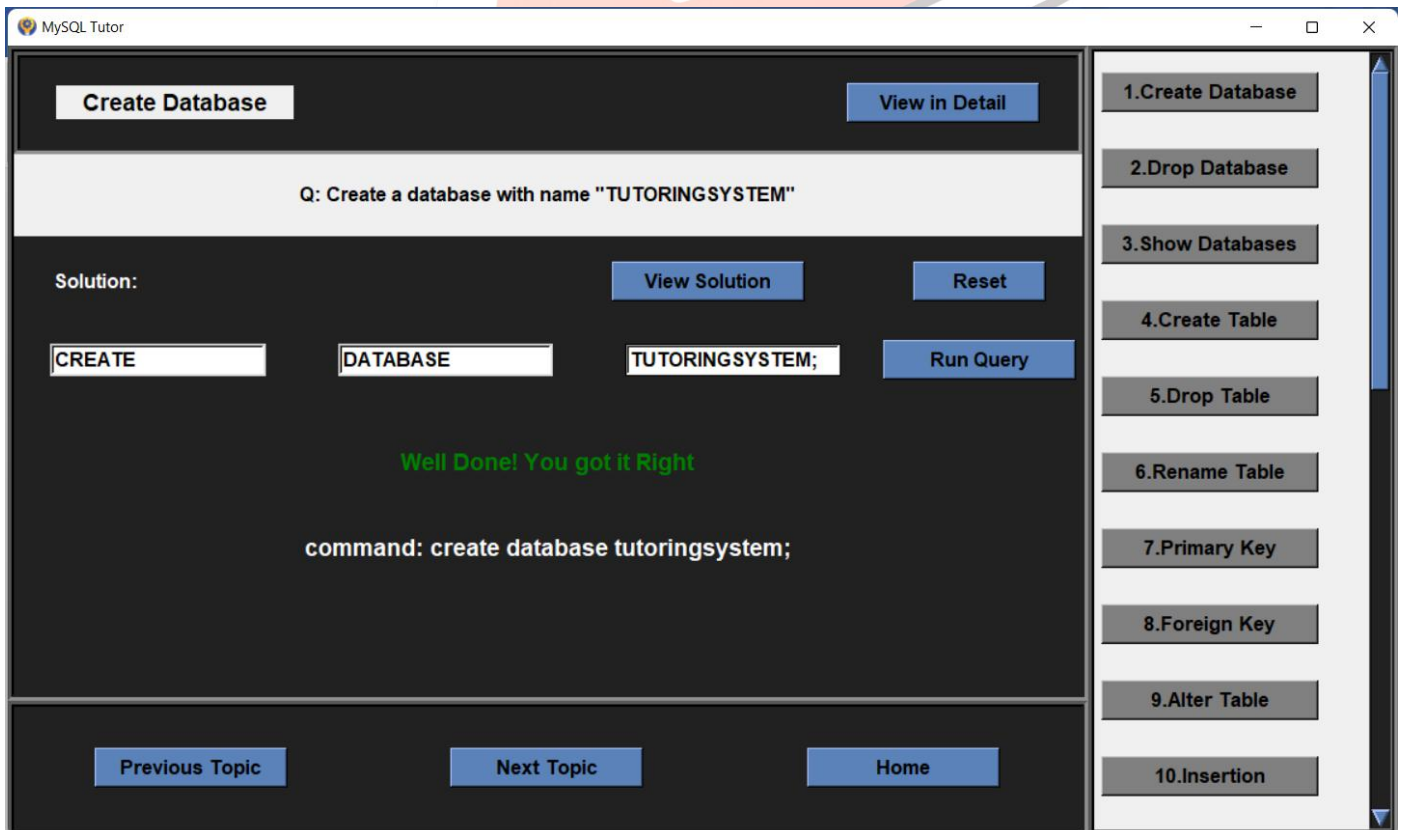 MySQL Tutor
Create Database
View in Detail
Q: Create a database with name "TUTORINGSYSTEM"
Solution:
View Solution
Reset
CREATE
DATABASE
TUTORINGSYSTEM;
Run Query
Well Done! You got it Right
command: create database tutoringsystem;
Previous Topic
Next Topic
Home
1.Create Database
2.Drop Database
3.Show Databases
4.Create Table
5.Drop Table
6.Rename Table
7.Primary Key
8.Foreign Key
9.Alter Table
10.Insertion